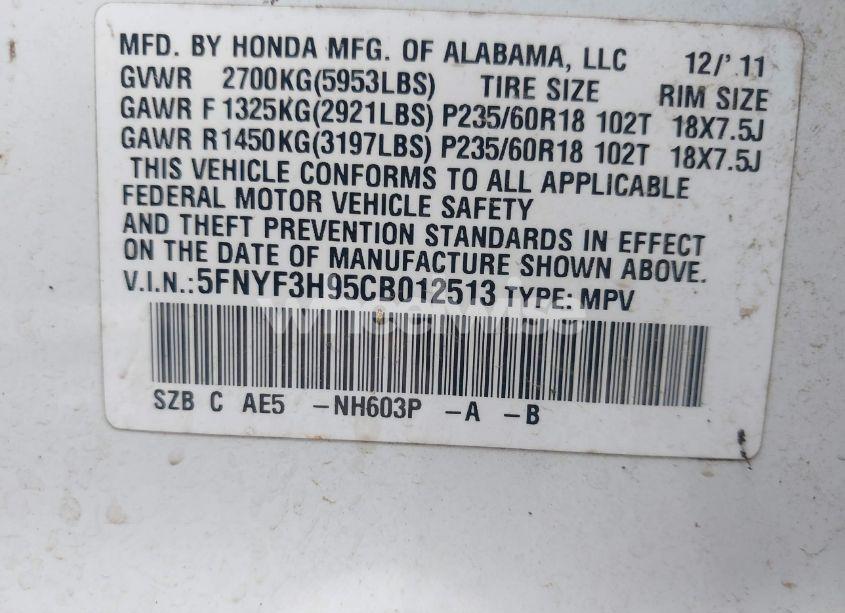 MFD. BY HONDA MFG. OF ALABAMA, LLC 12/' 11
GVWR 2700KG(5953LBS) TIRE SIZE RIM SIZE
GAWR F 1325KG(2921LBS) P235/60R18 102T 18X7.5J
GAWR R 1450KG(3197LBS) P235/60R18 102T 18X7.5J
THIS VEHICLE CONFORMS TO ALL APPLICABLE
FEDERAL MOTOR VEHICLE SAFETY
AND THEFT PREVENTION STANDARDS IN EFFECT
ON THE DATE OF MANUFACTURE SHOWN ABOVE.
V.I.N.:5FNYF3H95CB012513 TYPE: MPV
Wheelwise
SZB C AE5 -NH603P -A -B